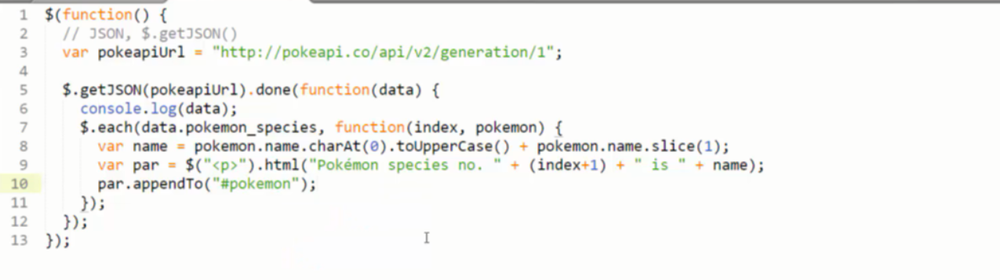 1 $(function() {
2 // JSON, $.getJSON()
3 var pokeapiUrl = "http://pokeapi.co/api/v2/generation/1";
4
5 $.getJSON(pokeapiUrl).done(function(data) {
6 console.log(data);
7 $.each(data.pokemon_species, function(index, pokemon) {
8 var name = pokemon.name.charAt(0).toUpperCase() + pokemon.name.slice(1);
9 var par = $("<p>").html("Pokémon species no. " + (index+1) + " is " + name);
10 par.appendTo("#pokemon");
11 });
12 });
13 });